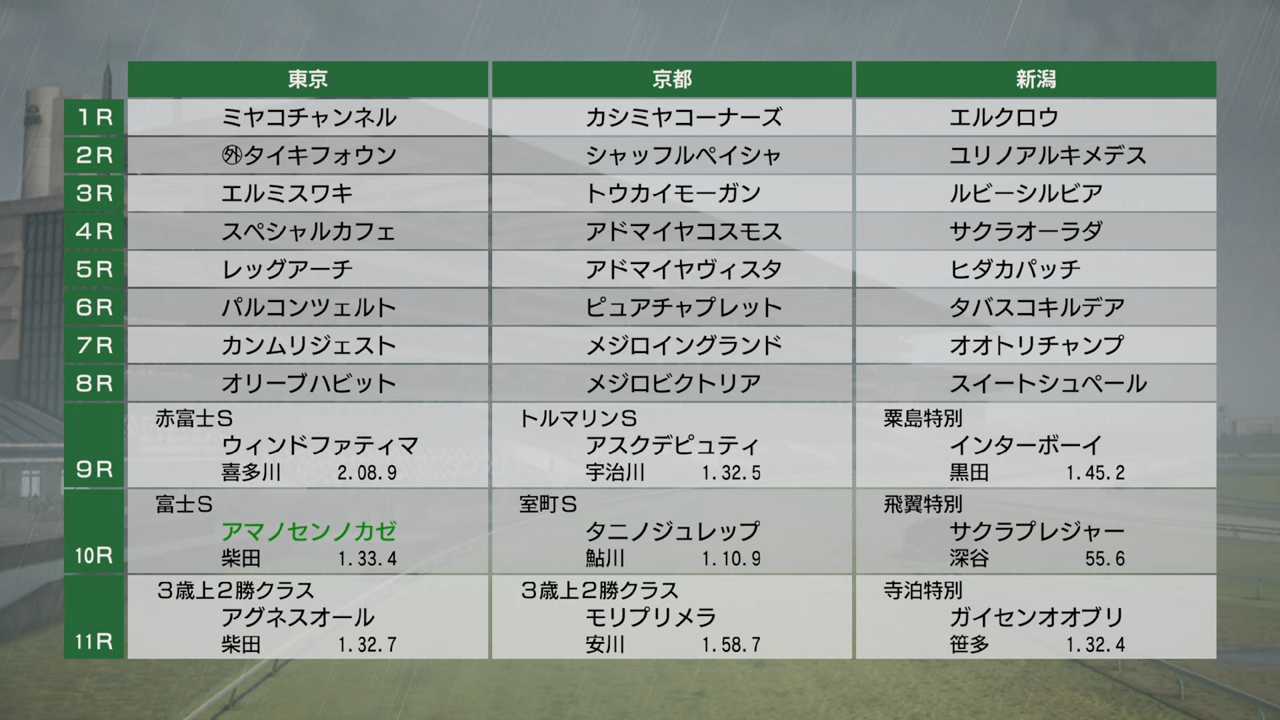 東京 京都 新潟
1R ミヤコチャンネル カシミヤコーナーズ エルクロウ
2R ㊕タイキフォウン シャッフルペイシャ ユリノアルキメデス
3R エルミスワキ トウカイモーガン ルビーシルビア
4R スペシャルカフェ アドマイヤコスモス サクラオーラダ
5R レッグアーチ アドマイヤヴィスタ ヒダカパッチ
6R パルコンツェルト ピュアチャプレット タバスコキルデア
7R カンムリジェスト メジロイングランド オオトリチャンプ
8R オリーブハビット メジロビクトリア スイートシュペール
赤富士S トルマリンS 粟島特別
ウィンドファティマ アスクデピュティ インターボーイ
9R 喜多川 2.08.9 宇治川 1.32.5 黒田 1.45.2
富士S 室町S 飛翼特別
アマノセンノカゼ タニノジュレップ サクラプレジャー
10R 柴田 1.33.4 鮎川 1.10.9 深谷 55.6
3歳上2勝クラス 3歳上2勝クラス 寺泊特別
アグネスオール モリプリメラ ガイセンオオブリ
11R 柴田 1.32.7 安川 1.58.7 笹多 1.32.4